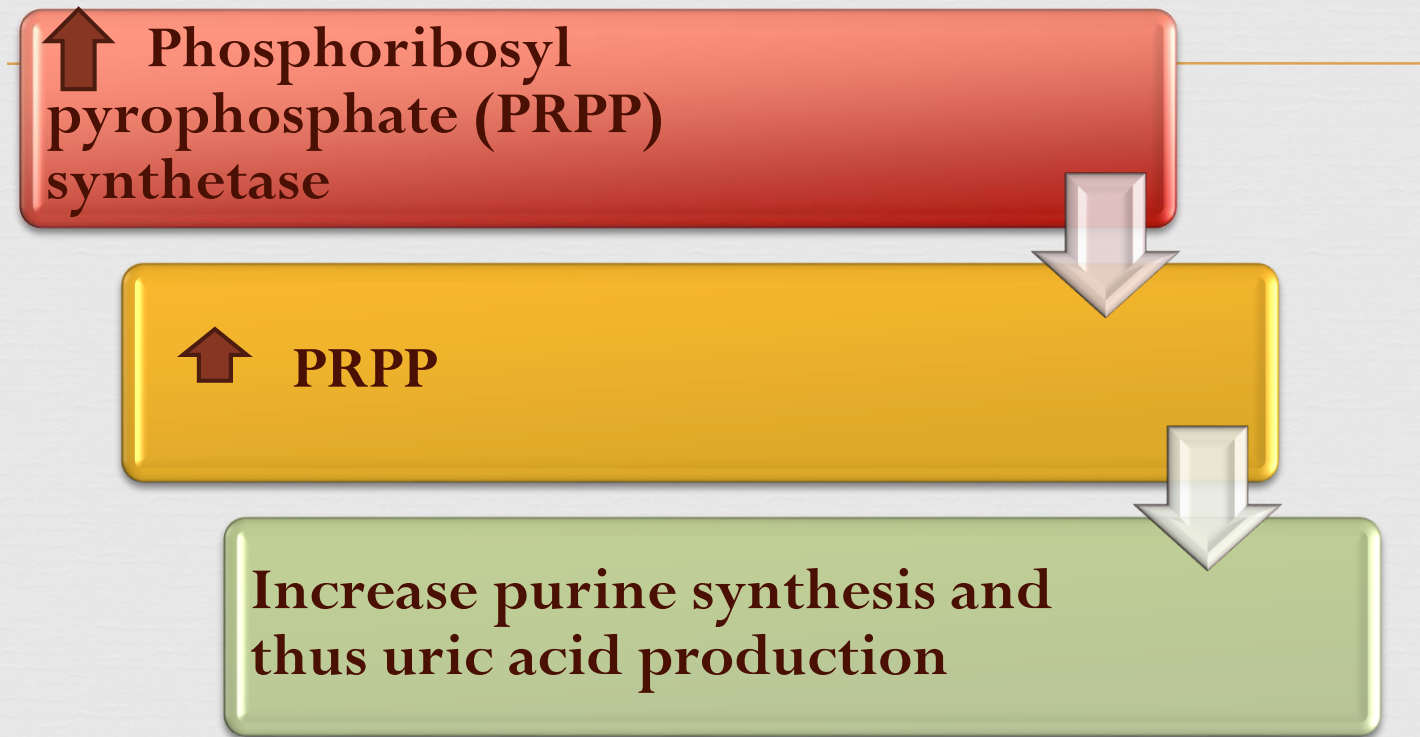 Phosphoribosyl
pyrophosphate (PRPP)
synthetase
PRPP
Increase purine synthesis and
thus uric acid production